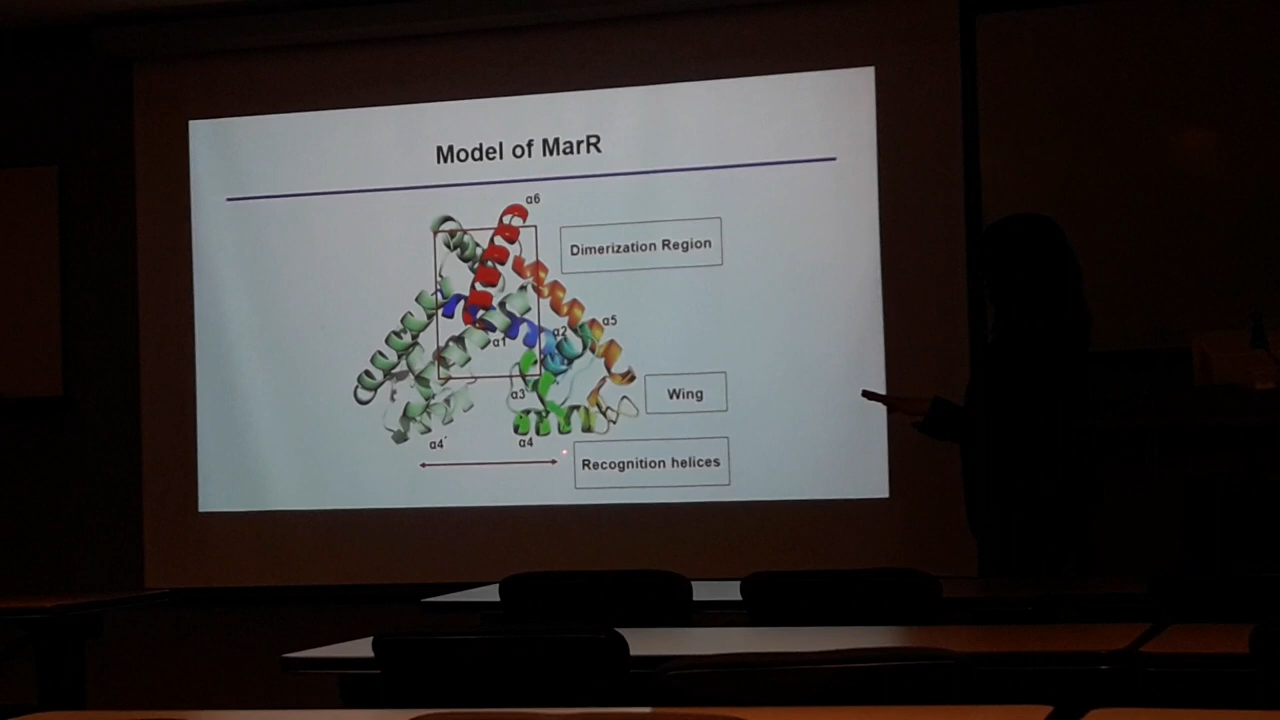 Model of MarR
α6
Dimerization Region
α5
α2
α1
Wing
α3
α4´
α4
Recognition helices